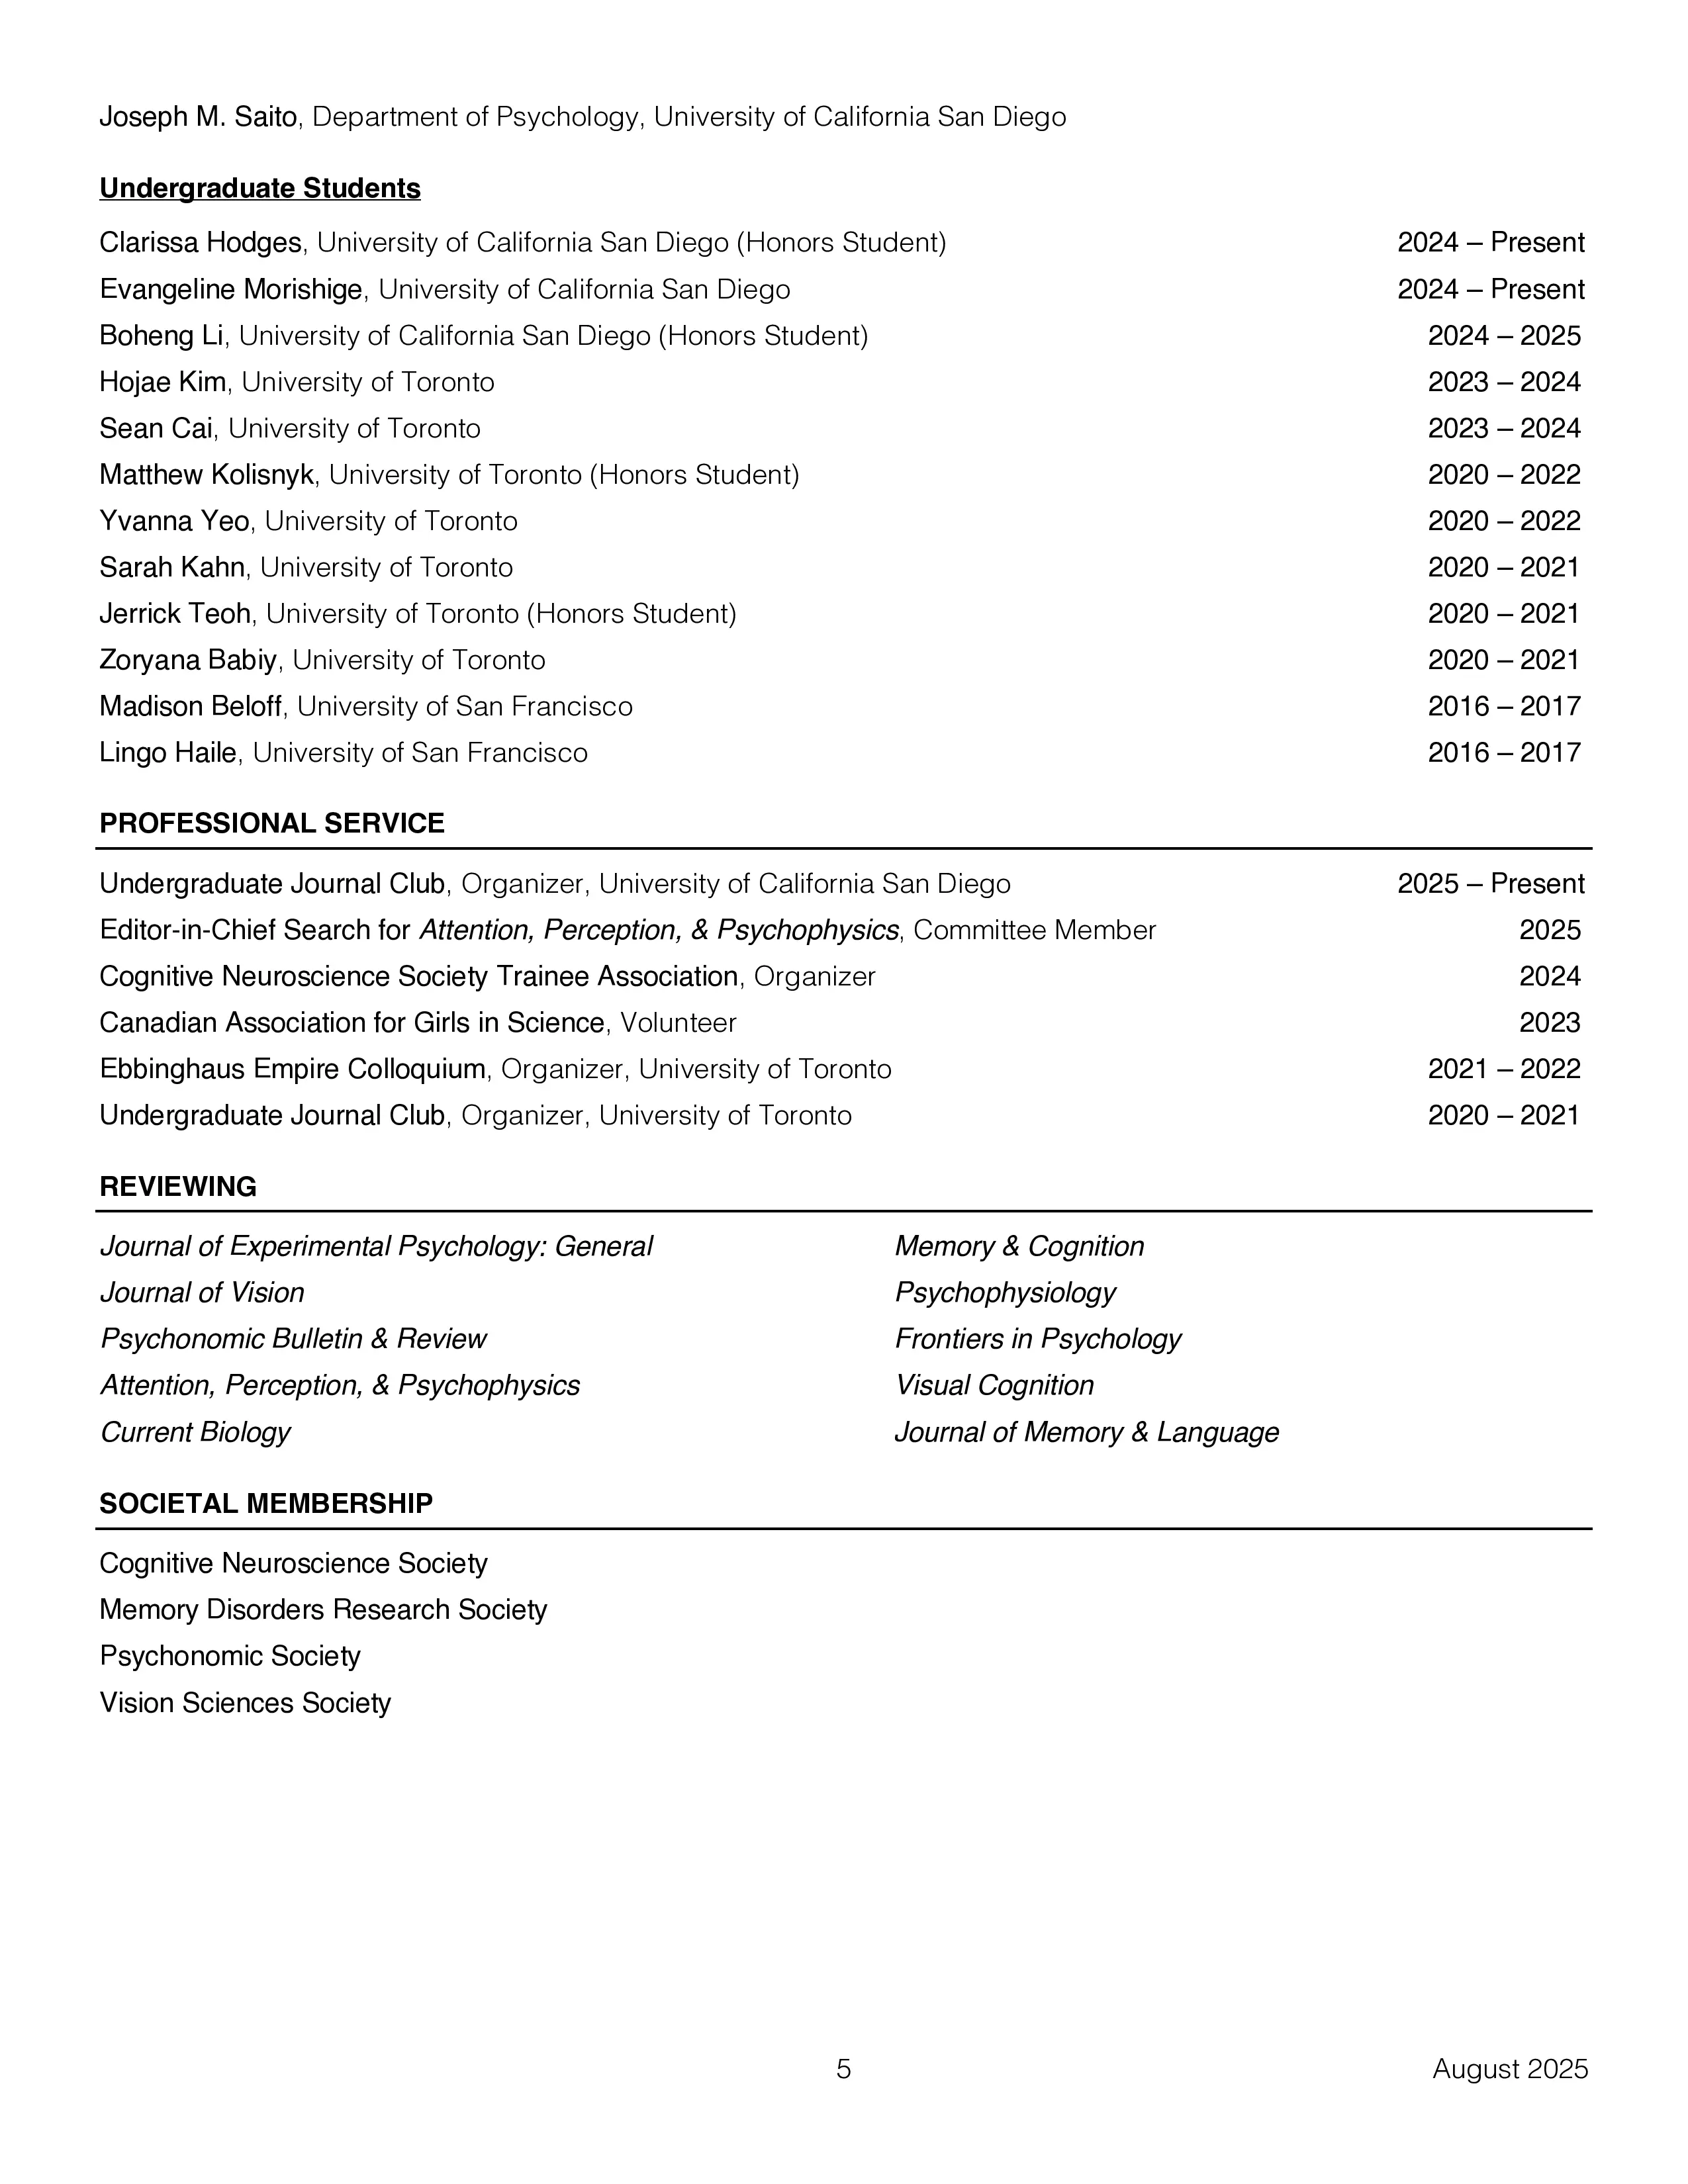 Joseph M. Saito, Department of Psychology, University of California San Diego
Undergraduate Students
Clarissa Hodges, University of California San Diego (Honors Student) 2024 – Present
Evangeline Morishige, University of California San Diego 2024 – Present
Boheng Li, University of California San Diego (Honors Student) 2024 – 2025
Hojae Kim, University of Toronto 2023 – 2024
Sean Cai, University of Toronto 2023 – 2024
Matthew Kolisnyk, University of Toronto (Honors Student) 2020 – 2022
Yvanna Yeo, University of Toronto 2020 – 2022
Sarah Kahn, University of Toronto 2020 – 2021
Jerrick Teoh, University of Toronto (Honors Student) 2020 – 2021
Zoryana Babiy, University of Toronto 2020 – 2021
Madison Beloff, University of San Francisco 2016 – 2017
Lingo Haile, University of San Francisco 2016 – 2017
PROFESSIONAL SERVICE
Undergraduate Journal Club, Organizer, University of California San Diego 2025 – Present
Editor-in-Chief Search for Attention, Perception, & Psychophysics, Committee Member 2025
Cognitive Neuroscience Society Trainee Association, Organizer 2024
Canadian Association for Girls in Science, Volunteer 2023
Ebbinghaus Empire Colloquium, Organizer, University of Toronto 2021 – 2022
Undergraduate Journal Club, Organizer, University of Toronto 2020 – 2021
REVIEWING
Journal of Experimental Psychology: General
Journal of Vision
Psychonomic Bulletin & Review
Attention, Perception, & Psychophysics
Current Biology
Memory & Cognition
Psychophysiology
Frontiers in Psychology
Visual Cognition
Journal of Memory & Language
SOCIETAL MEMBERSHIP
Cognitive Neuroscience Society
Memory Disorders Research Society
Psychonomic Society
Vision Sciences Society
5 August 2025